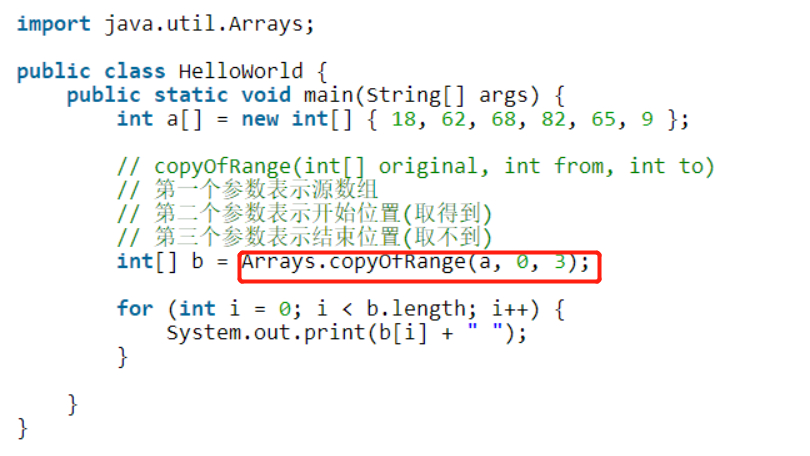 import java.util.Arrays;
public class HelloWorld {
public static void main(String[] args) {
int a[] = new int[] { 18, 62, 68, 82, 65, 9 };
// copyOfRange(int[] original, int from, int to)
// 第一个参数表示源数组
// 第二个参数表示开始位置(取得到)
// 第三个参数表示结束位置(取不到)
int[] b = Arrays.copyOfRange(a, 0, 3);
for (int i = 0; i < b.length; i++) {
System.out.print(b[i] + " ");
}
}
}